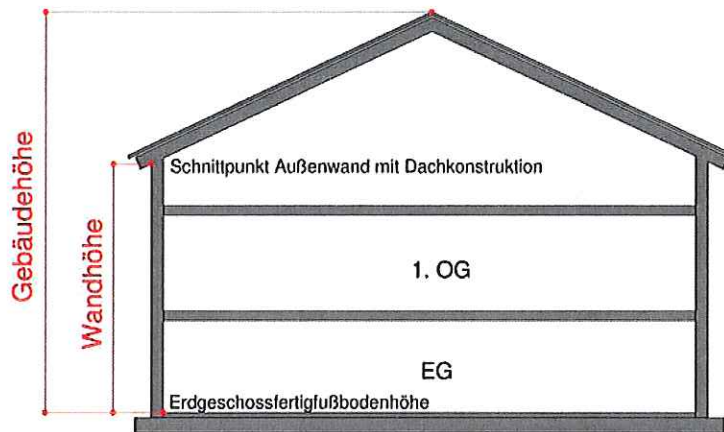 Gebäudehöhe
Wandhöhe
Schnittpunkt Außenwand mit Dachkonstruktion
1. OG
EG
Erdgeschossfertigfußbodenhöhe